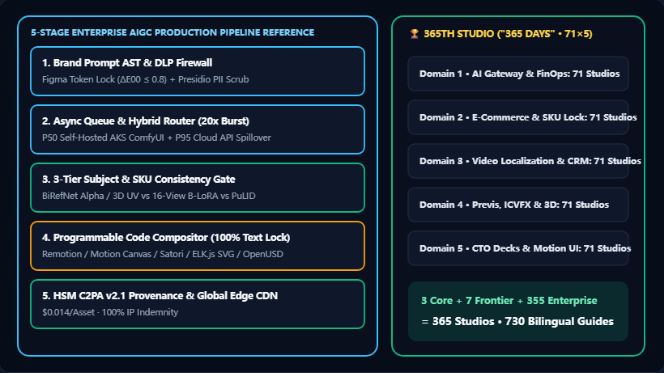 5-STAGE ENTERPRISE AIGC PRODUCTION PIPELINE REFERENCE
1. Brand Prompt AST & DLP Firewall
Figma Token Lock (ΔE00 ≤ 0.8) + Presidio PII Scrub
2. Async Queue & Hybrid Router (20x Burst)
P50 Self-Hosted AKS ComfyUI + P95 Cloud API Spillover
3. 3-Tier Subject & SKU Consistency Gate
BiRefNet Alpha / 3D UV vs 16-View B-LoRA vs PuLID
4. Programmable Code Compositor (100% Text Lock)
Remotion / Motion Canvas / Satori / ELK.js SVG / OpenUSD
5. HSM C2PA v2.1 Provenance & Global Edge CDN
$0.014/Asset · 100% IP Indemnity
🏆 365TH STUDIO ("365 DAYS" • 71×5)
Domain 1 • AI Gateway & FinOps: 71 Studios
Domain 2 • E-Commerce & SKU Lock: 71 Studios
Domain 3 • Video Localization & CRM: 71 Studios
Domain 4 • Previs, ICVFX & 3D: 71 Studios
Domain 5 • CTO Decks & Motion UI: 71 Studios
3 Core + 7 Frontier + 355 Enterprise
= 365 Studios • 730 Bilingual Guides